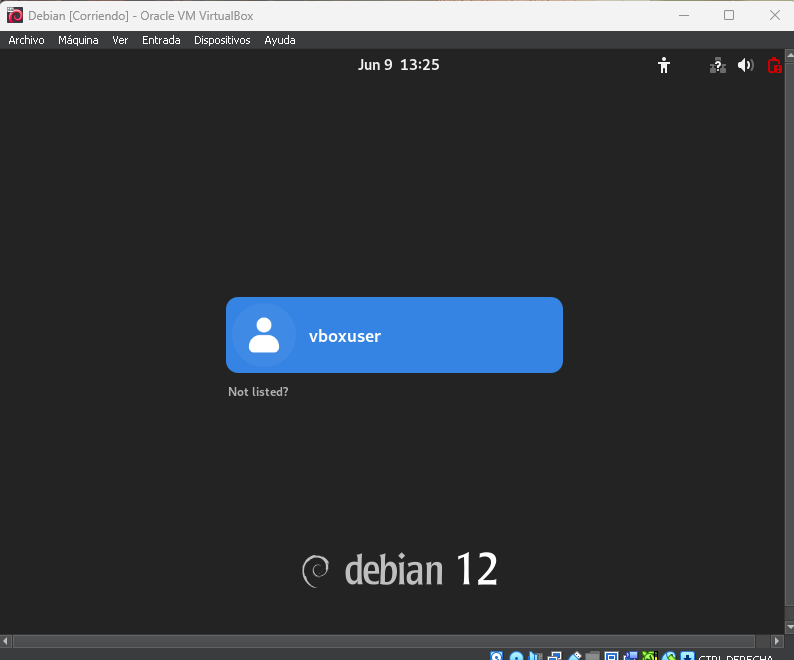 Debian [Corriendo] - Oracle VM VirtualBox
Archivo Máquina Ver Entrada Dispositivos Ayuda
Jun 9 13:25
vboxuser
Not listed?
debian 12
CTRL DERECHA